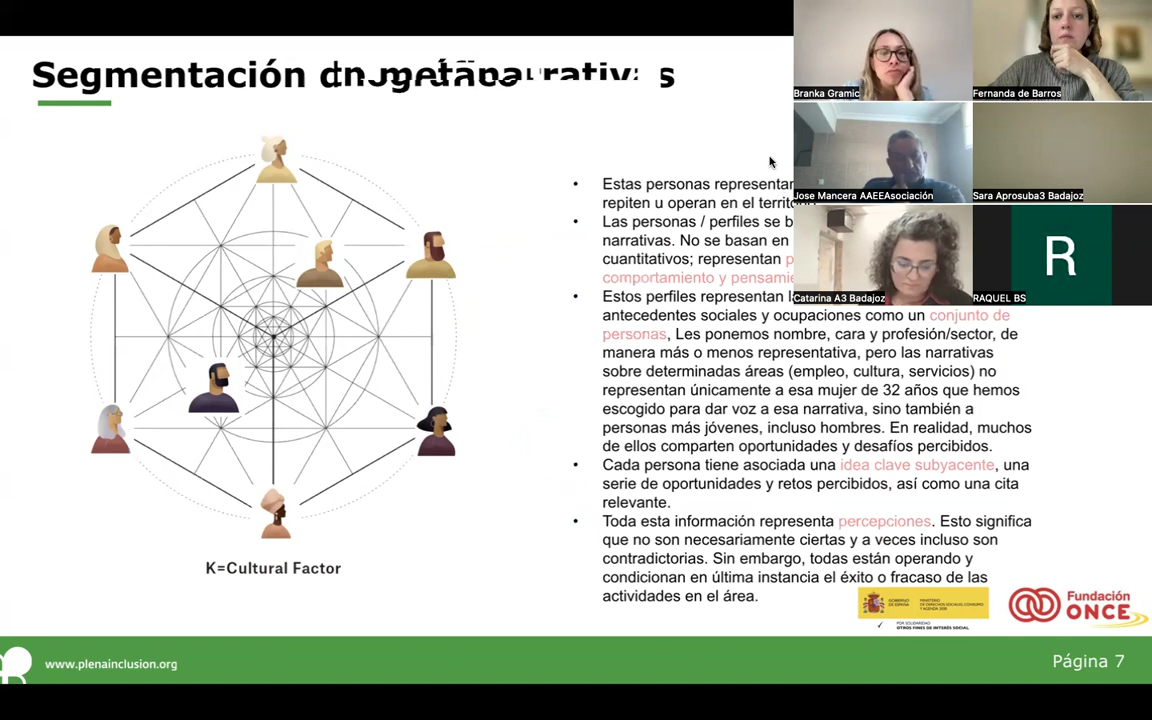 Segmentación
Estas personas representan
repiten u operan en el
Las personas / perfiles se
narrativas. No se basan en
cuantitativos; representan
comportamiento y
Estos perfiles representan
antecedentes sociales y ocupaciones como un conjunto de
personas, Les ponemos nombre, cara y profesión/sector, de
manera más o menos representativa, pero las narrativas
sobre determinadas áreas (empleo, cultura, servicios) no
representan únicamente a esa mujer de 32 años que hemos
escogido para dar voz a esa narrativa, sino también a
personas más jóvenes, incluso hombres. En realidad, muchos
de ellos comparten oportunidades y desafíos percibidos.
Cada persona tiene asociada una idea clave subyacente, una
serie de oportunidades y retos percibidos, así como una cita
relevante.
Toda esta información representa percepciones. Esto significa
que no son necesariamente ciertas y a veces incluso son
contradictorias. Sin embargo, todas están operando y
condicionan en última instancia el éxito o fracaso de las
actividades en el área.
K=Cultural Factor
Branka Gramic
Fernanda de Barros
Jose Mancera AAEEAsociación
Sara Aprosuba3 Badajoz
Catarina A3 Badajoz
R
RAQUEL BS
GOBIERNO
DE ESPAÑA
MINISTERIO
DE DERECHOS SOCIALES, CONSUMO
Y AGENDA 2030
POR SOLIDARIDAD
OTROS FINES DE INTERÉS SOCIAL
Fundación
ONCE
www.plenainclusion.org
Página 7